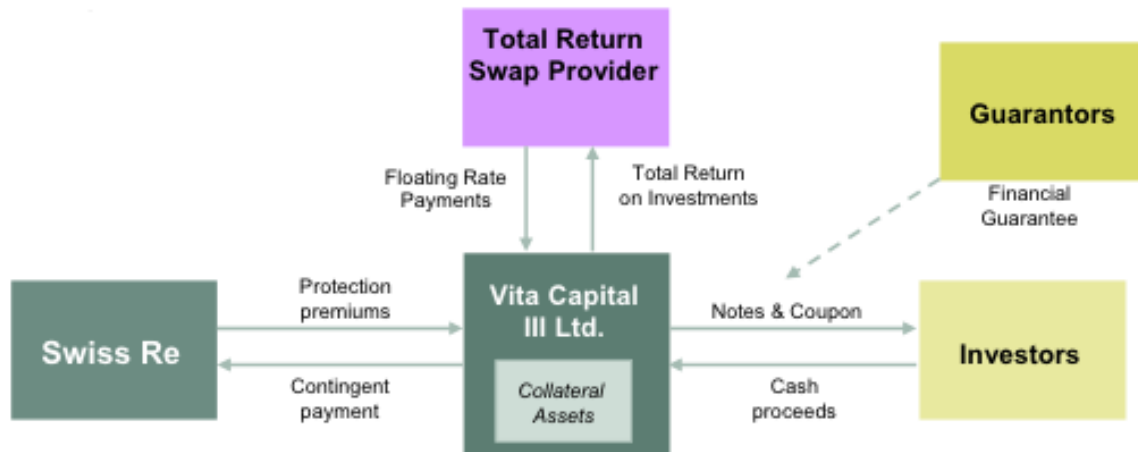 Total Return
Swap Provider
Guarantors
Floating Rate
Payments
Total Return
on Investments
Financial
Guarantee
Protection
premiums
Vita Capital
III Ltd.
Notes & Coupon
Swiss Re
Investors
Contingent
payment
Collateral
Assets
Cash
proceeds